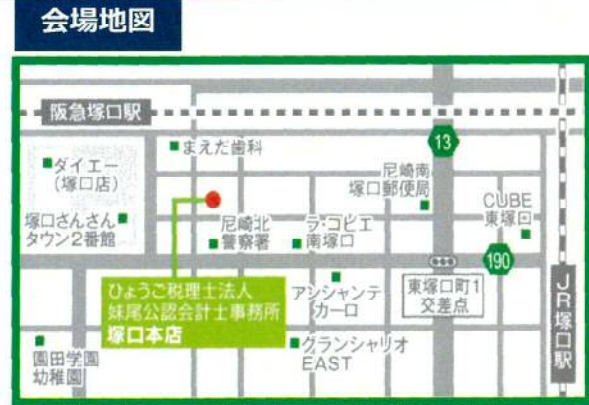 会場地図
阪急塚口駅
まえだ歯科
13
ダイエー
(塚口店)
尼崎南
塚口郵便局
CUBE
東塚口
塚口さんさん
タウン2番館
尼崎北
警察署
ラ・コピエ
南塚口
190
ひょうご税理士法人
妹尾公認会計士事務所
塚口本店
アンシャンテ
カーロ
東塚口町1
交差点
JR塚口駅
園田学園
幼稚園
グランシャリオ
EAST